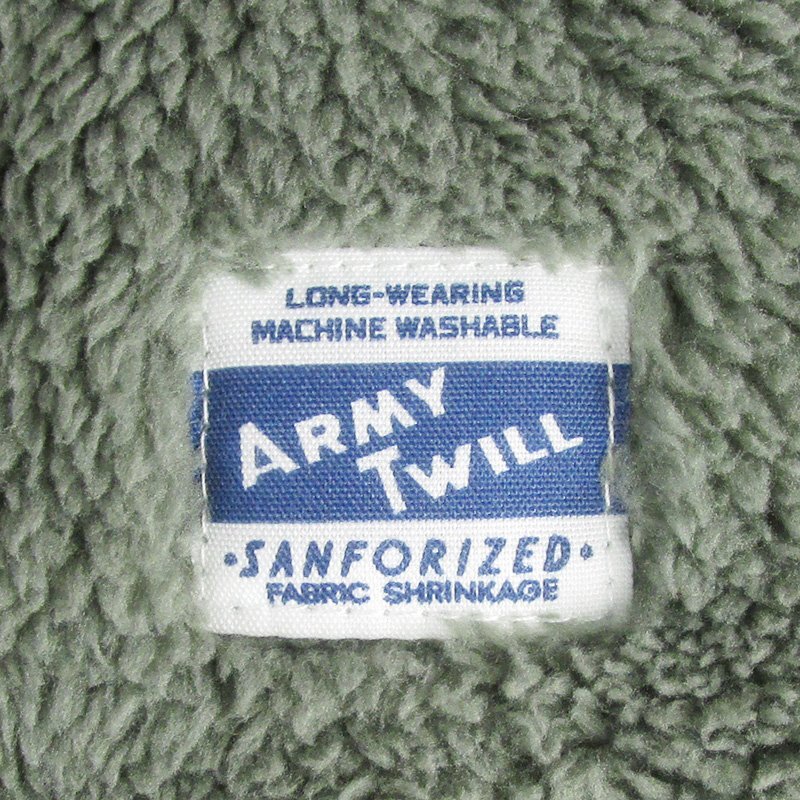 LONG-WEARING
MACHINE WASHABLE
ARMY
TWILL
•SANFORIZED•
FABRIC SHRINKAGE